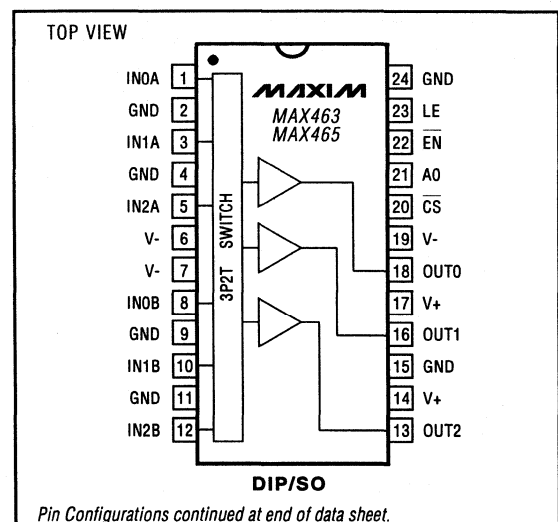 TOP VIEW
IN0A 1
GND 2
IN1A 3
GND 4
IN2A 5
V- 6
V- 7
IN0B 8
GND 9
IN1B 10
GND 11
IN2B 12
3P2T SWITCH
MAXIM
MAX463
MAX465
24 GND
23 LE
22 E̅N̅
21 A0
20 C̅S̅
19 V-
18 OUT0
17 V+
16 OUT1
15 GND
14 V+
13 OUT2
DIP/SO
Pin Configurations continued at end of data sheet.